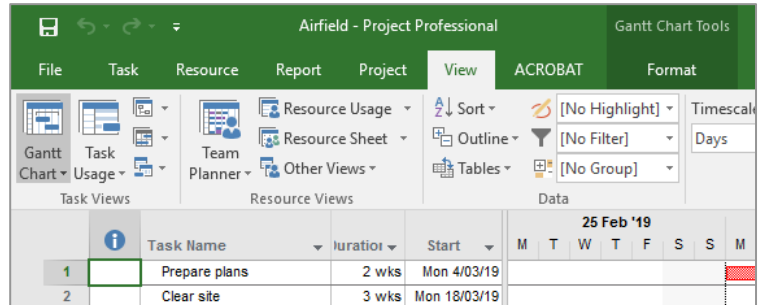 Airfield - Project Professional
Gantt Chart Tools
File Task Resource Report Project View ACROBAT Format
Gantt Chart
Task Usage
Task Views
Team Planner
Resource Usage
Resource Sheet
Other Views
Resource Views
Sort
Outline
Tables
[No Highlight]
[No Filter]
[No Group]
Data
Timescale
Days
25 Feb '19
Task Name Duration Start M T W T F S S M
1 Prepare plans 2 wks Mon 4/03/19
2 Clear site 3 wks Mon 18/03/19